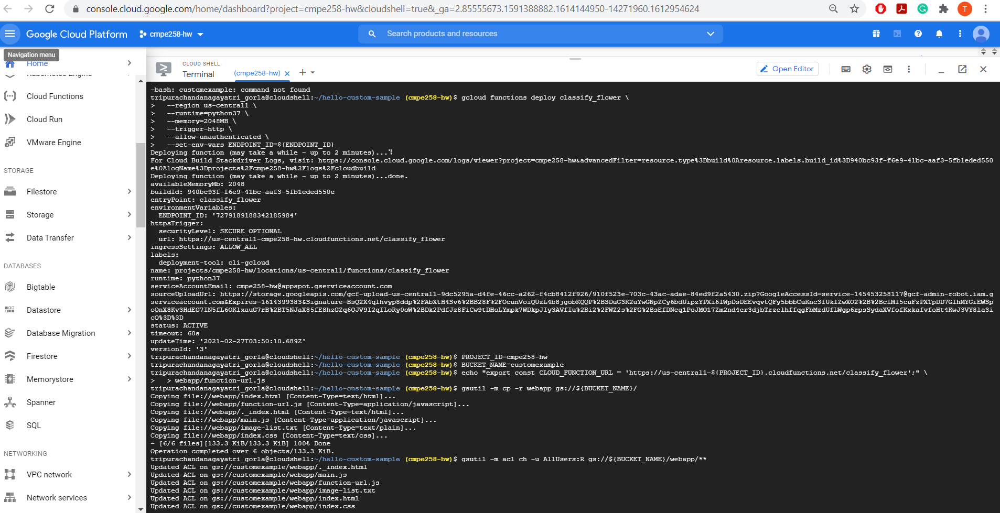 console.cloud.google.com/home/dashboard?project=cmpe258-hw&cloudshell=true&_ga=2.85555673.1591388882.1614144950-14271960.1612954624
T
Google Cloud Platform
cmpe258-hw
Search products and resources
Navigation menu
Home
Kubernetes Engine
Cloud Functions
Cloud Run
VMware Engine
STORAGE
Filestore
Storage
Data Transfer
DATABASES
Bigtable
Datastore
Database Migration
Firestore
Memorystore
Spanner
SQL
NETWORKING
VPC network
Network services
CLOUD SHELL
Terminal
(cmpe258-hw)
Open Editor
-bash: customexample: command not found
tripurachandanagayatri_gorla@cloudshell:~/hello-custom-sample (cmpe258-hw)$ gcloud functions deploy classify_flower \
>   --region us-central1 \
>   --runtime=python37 \
>   --memory=2048MB \
>   --trigger-http \
>   --allow-unauthenticated \
>   --set-env-vars ENDPOINT_ID=${ENDPOINT_ID}
Deploying function (may take a while - up to 2 minutes)...
For Cloud Build Stackdriver Logs, visit: https://console.cloud.google.com/logs/viewer?project=cmpe258-hw&advancedFilter=resource.type%3Dbuild%0Aresource.labels.build_id%3D940bc93f-f6e9-41bc-aaf3-5fb1eded550
e%0AlogName%3Dprojects%2Fcmpe258-hw%2Flogs%2Fcloudbuild
Deploying function (may take a while - up to 2 minutes)...done.
availableMemoryMb: 2048
buildId: 940bc93f-f6e9-41bc-aaf3-5fb1eded550e
entryPoint: classify_flower
environmentVariables:
  ENDPOINT_ID: '7279189188342185984'
httpsTrigger:
  securityLevel: SECURE_OPTIONAL
  url: https://us-central1-cmpe258-hw.cloudfunctions.net/classify_flower
ingressSettings: ALLOW_ALL
labels:
  deployment-tool: cli-gcloud
name: projects/cmpe258-hw/locations/us-central1/functions/classify_flower
runtime: python37
serviceAccountEmail: cmpe258-hw@appspot.gserviceaccount.com
sourceUploadUrl: https://storage.googleapis.com/gcf-upload-us-central1-9dc5295a-d4fe-46cc-a262-f4cb8412f926/910f523e-703c-43ac-adae-84ed9f2a5430.zip?GoogleAccessId=service-145453258117@gcf-admin-robot.iam.g
serviceaccount.com&Expires=1614399383&Signature=BsQ2X4qlhvyp8ddp%2FAbXtH4Sv6%2BB28F%2FOcunVoiQUzL4b8jgobKQQP%2BSDuG3K2uYwGNpZCy6bdUipzYPXi6lWpDsDEEvqvtQFy5bbbCuKnc3fUklZwXO2%2B%2BclMI5cuFzPXTpDD7GlhMYGiEWSp
oQnX8Kv3HdEG7IN5fL6OKlxauG7rB%2BT5NJaX85fE8hzGZq6QJV9I2qILoRy0oW%2BDk2PdfJz8FiCw9tDHoLYmpk7WDkpJIy3AVfIu%2Bi2%2FWZ2s%2FG%2BsEfDNcq1PoJMO17Zm2nd4er3djbTrzclhffqgFbMzdUfLWgp6rpsSydaXVfofKxkafvfoHt4KwJ3VY8la3i
cQ%3D%3D
status: ACTIVE
timeout: 60s
updateTime: '2021-02-27T03:50:10.689Z'
versionId: '3'
tripurachandanagayatri_gorla@cloudshell:~/hello-custom-sample (cmpe258-hw)$ PROJECT_ID=cmpe258-hw
tripurachandanagayatri_gorla@cloudshell:~/hello-custom-sample (cmpe258-hw)$ BUCKET_NAME=customexample
tripurachandanagayatri_gorla@cloudshell:~/hello-custom-sample (cmpe258-hw)$ echo "export const CLOUD_FUNCTION_URL = 'https://us-central1-${PROJECT_ID}.cloudfunctions.net/classify_flower';" \
>   > webapp/function-url.js
tripurachandanagayatri_gorla@cloudshell:~/hello-custom-sample (cmpe258-hw)$ gsutil -m cp -r webapp gs://${BUCKET_NAME}/
Copying file://webapp/index.html [Content-Type=text/html]...
Copying file://webapp/function-url.js [Content-Type=application/javascript]...
Copying file://webapp/._index.html [Content-Type=text/html]...
Copying file://webapp/main.js [Content-Type=application/javascript]...
Copying file://webapp/image-list.txt [Content-Type=text/plain]...
Copying file://webapp/index.css [Content-Type=text/css]...
- [6/6 files][133.3 KiB/133.3 KiB] 100% Done
Operation completed over 6 objects/133.3 KiB.
tripurachandanagayatri_gorla@cloudshell:~/hello-custom-sample (cmpe258-hw)$ gsutil -m acl ch -u AllUsers:R gs://${BUCKET_NAME}/webapp/**
Updated ACL on gs://customexample/webapp/._index.html
Updated ACL on gs://customexample/webapp/main.js
Updated ACL on gs://customexample/webapp/function-url.js
Updated ACL on gs://customexample/webapp/image-list.txt
Updated ACL on gs://customexample/webapp/index.html
Updated ACL on gs://customexample/webapp/index.css